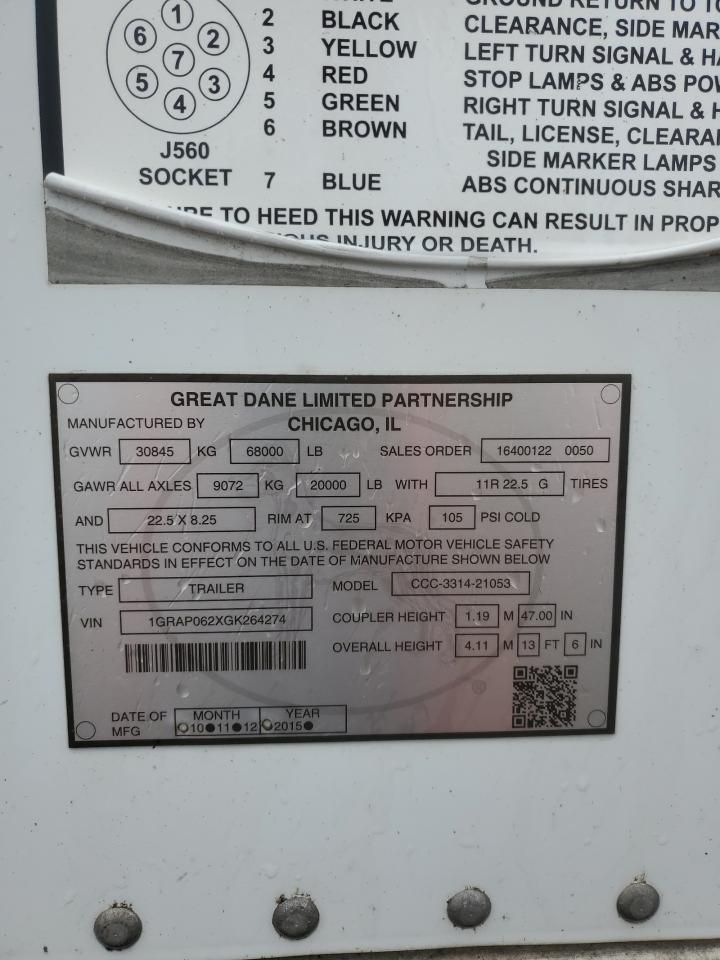 GROUND RETURN TO
1
2 BLACK CLEARANCE, SIDE MAR
6 2
3 YELLOW LEFT TURN SIGNAL & HA
7
4 RED STOP LAMPS & ABS POW
5 3
5 GREEN RIGHT TURN SIGNAL & H
4
6 BROWN TAIL, LICENSE, CLEARAN
J560
SIDE MARKER LAMPS
SOCKET 7 BLUE ABS CONTINUOUS SHAR
TO HEED THIS WARNING CAN RESULT IN PROP
INJURY OR DEATH.
GREAT DANE LIMITED PARTNERSHIP
MANUFACTURED BY CHICAGO, IL
GVWR 30845 KG 68000 LB SALES ORDER 16400122 0050
GAWR ALL AXLES 9072 KG 20000 LB WITH 11R 22.5 G TIRES
AND 22.5 X 8.25 RIM AT 725 KPA 105 PSI COLD
THIS VEHICLE CONFORMS TO ALL U.S. FEDERAL MOTOR VEHICLE SAFETY
STANDARDS IN EFFECT ON THE DATE OF MANUFACTURE SHOWN BELOW
TYPE TRAILER MODEL CCC-3314-21053
VIN 1GRAP062XGK264274 COUPLER HEIGHT 1.19 M 47.00 IN
OVERALL HEIGHT 4.11 M 13 FT 6 IN
®
DATE OF MFG MONTH YEAR
10 11 12 2015